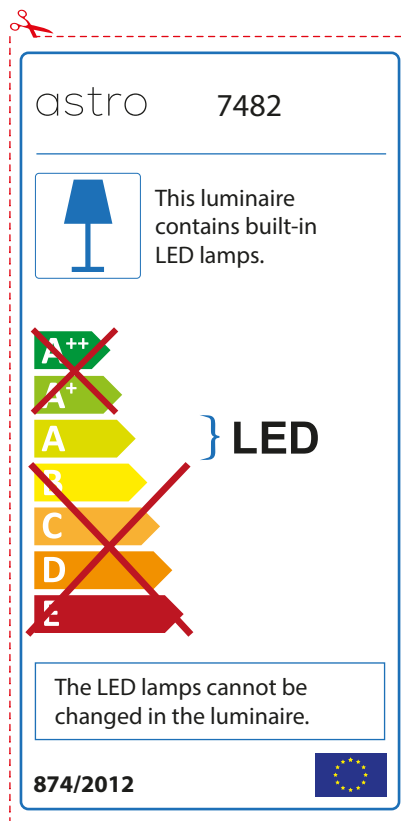 astro 7482
This luminaire
contains built-in
LED lamps.
A++
A+
A
} LED
B
C
D
E
The LED lamps cannot be
changed in the luminaire.
874/2012